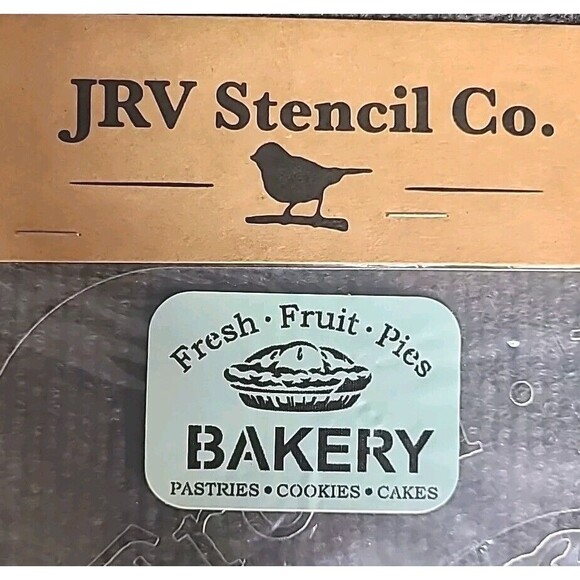 JRV Stencil Co.
Fresh · Fruit · Pies
BAKERY
PASTRIES • COOKIES • CAKES